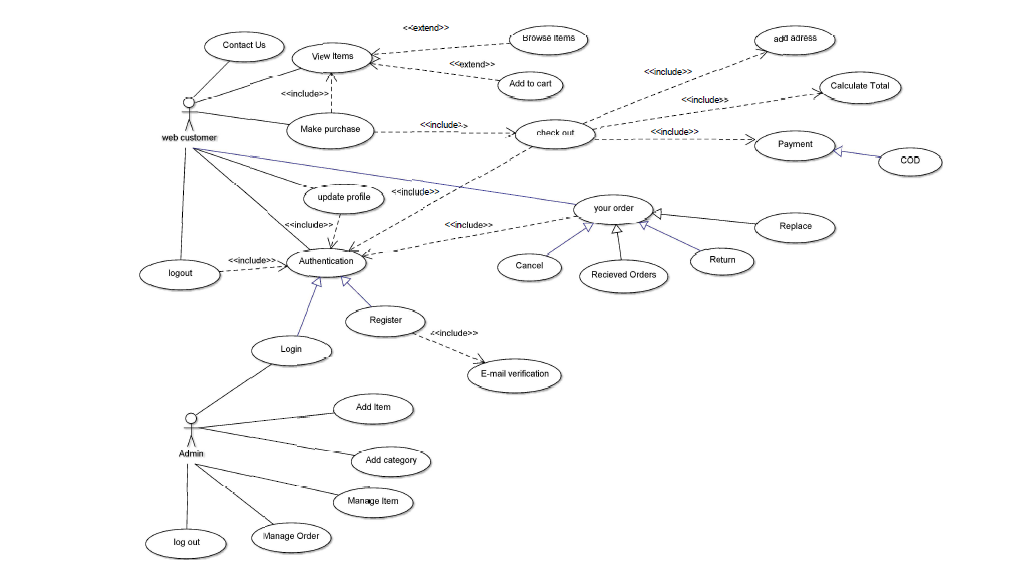 <<extend>>
Browse Items
add adress
Contact Us
View Items
<<extend>>
<<include>>
Add to cart
Calculate Total
<<include>>
<<include>>
Make purchase
<<include>>
check out
<<include>>
web customer
Payment
COD
update profile
<<include>>
your order
<<include>>
<<include>>
Replace
Authentication
<<include>>
logout
Cancel
Recieved Orders
Return
Register
<<include>>
Login
E-mail verification
Add Item
Admin
Add category
Manage Item
Manage Order
log out